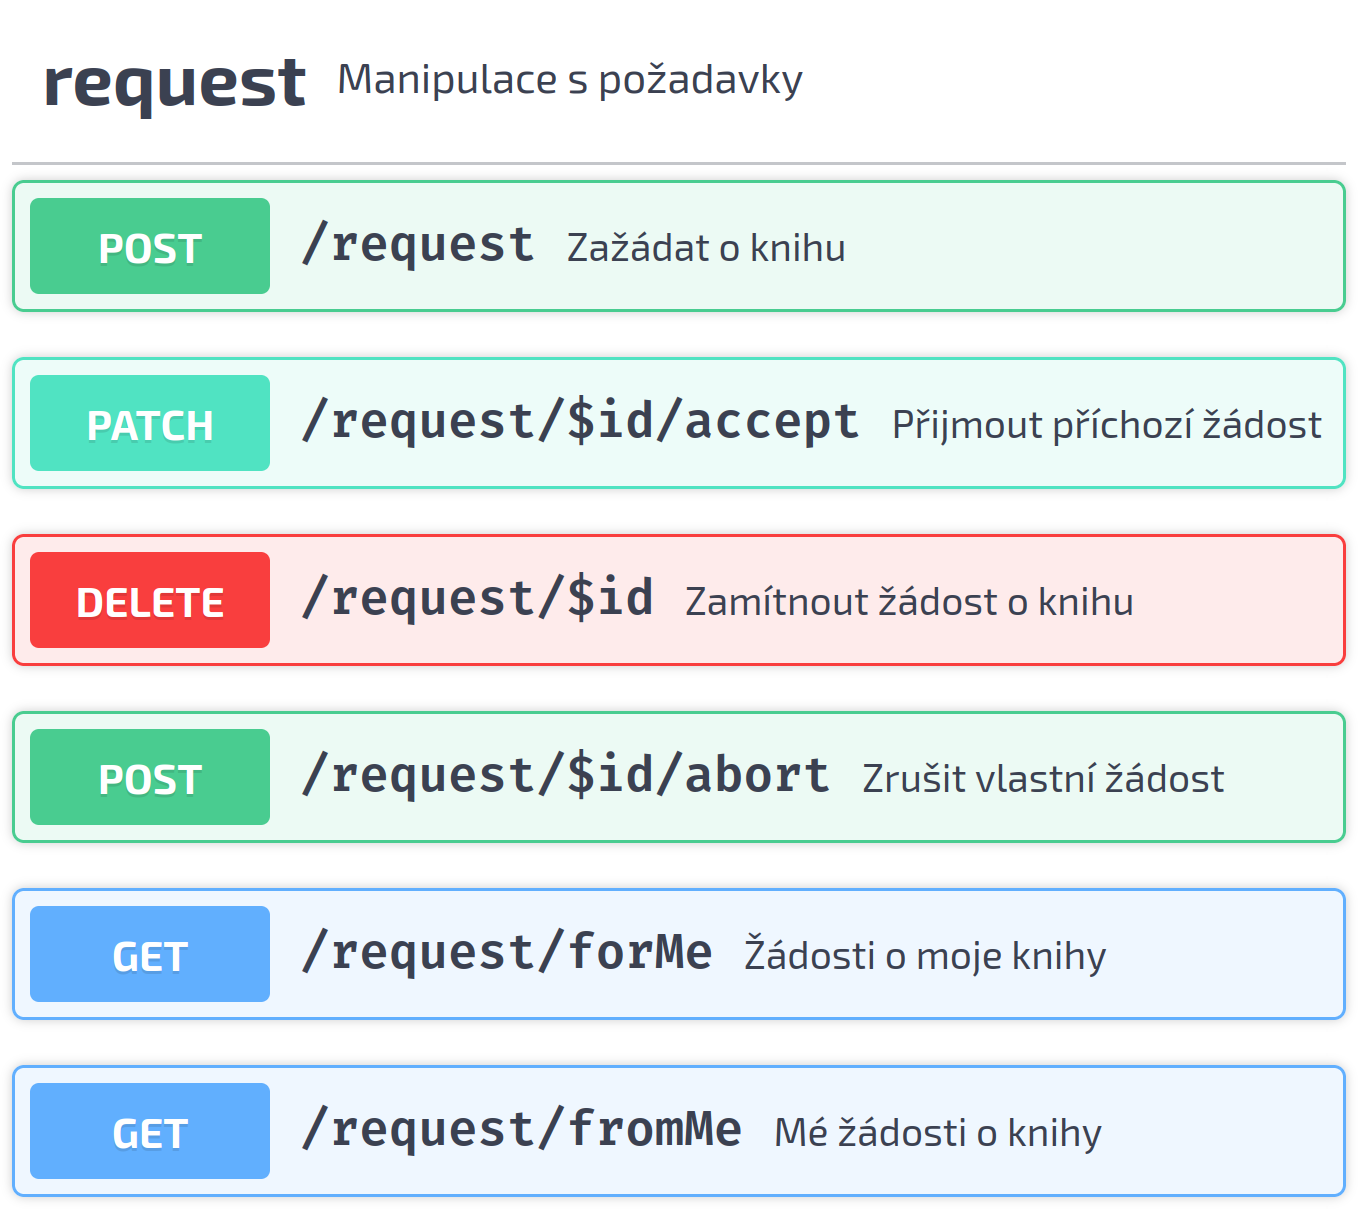 request Manipulace s požadavky
POST /request Zažádat o knihu
PATCH /request/$id/accept Přijmout příchozí žádost
DELETE /request/$id Zamítnout žádost o knihu
POST /request/$id/abort Zrušit vlastní žádost
GET /request/forMe Žádosti o moje knihy
GET /request/fromMe Mé žádosti o knihy